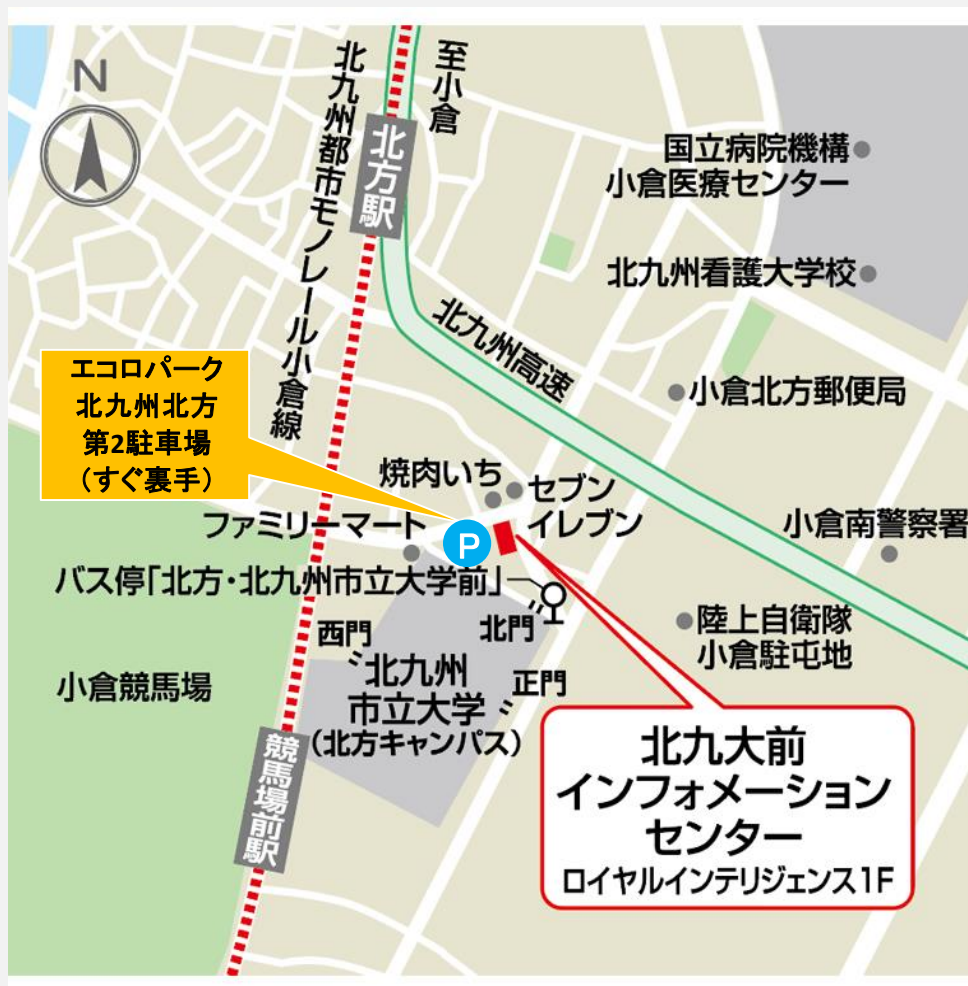 N
至小倉
北九州都市モノレール小倉線
北方駅
国立病院機構
小倉医療センター
北九州看護大学校
北九州高速
エコロパーク
北九州北方
第2駐車場
(すぐ裏手)
小倉北方郵便局
焼肉いち
セブン
イレブン
ファミリーマート
P
小倉南警察署
バス停「北方・北九州市立大学前」
西門
北門
陸上自衛隊
小倉駐屯地
小倉競馬場
北九州
市立大学
(北方キャンパス)
正門
競馬場前駅
北九大前
インフォメーション
センター
ロイヤルインテリジェンス1F